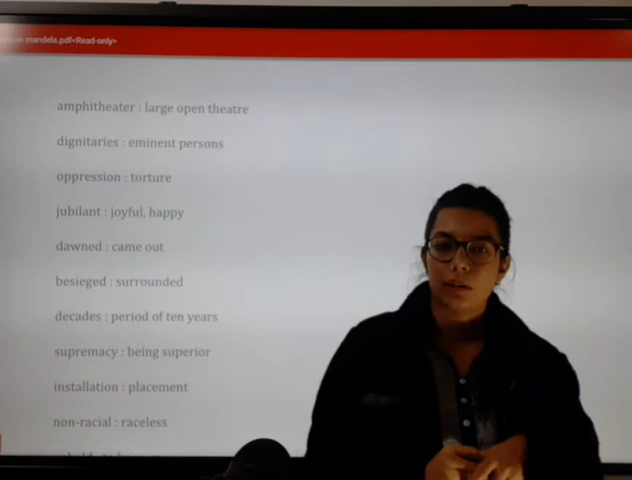 mandela.pdf<Read-only>
amphitheater : large open theatre
dignitaries : eminent persons
oppression : torture
jubilant : joyful, happy
dawned : came out
besieged : surrounded
decades : period of ten years
supremacy : being superior
installation : placement
non-racial : raceless